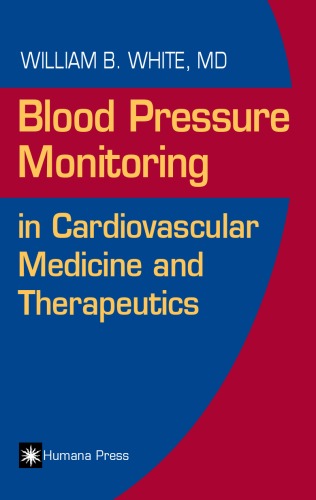 WILLIAM B. WHITE, MD
Blood Pressure
Monitoring
in Cardiovascular
Medicine and
Therapeutics
Humana Press